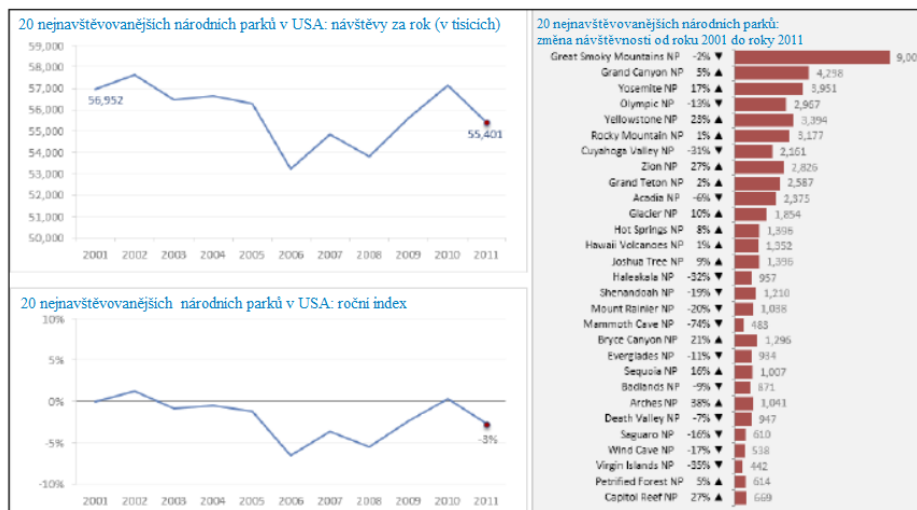 20 nejnavštěvovanějších národních parků v USA: návštěvy za rok (v tisicích)
59,000
58,000
57,000
56,000
55,000
54,000
53,000
52,000
51,000
50,000
56,952
55,401
2001 2002 2003 2004 2005 2006 2007 2008 2009 2010 2011
20 nejnavštěvovanějších národních parků v USA: roční index
10%
5%
0%
-5%
-10%
-3%
2001 2002 2003 2004 2005 2006 2007 2008 2009 2010 2011
20 nejnavštěvovanějších národních parků:
změna návštěvnosti od roku 2001 do roky 2011
Great Smoky Mountains NP -2% ▼ 9,00
Grand Canyon NP 5% ▲ 4,298
Yosemite NP 17% ▲ 3,951
Olympic NP -13% ▼ 2,967
Yellowstone NP 23% ▲ 3,394
Rocky Mountain NP 1% ▲ 3,177
Cuyahoga Valley NP -31% ▼ 2,161
Zion NP 27% ▲ 2,826
Grand Teton NP 2% ▲ 2,587
Acadia NP -6% ▼ 2,375
Glacier NP 10% ▲ 1,854
Hot Springs NP 8% ▲ 1,396
Hawaii Volcanoes NP 1% ▲ 1,352
Joshua Tree NP 9% ▲ 1,396
Haleakala NP -32% ▼ 957
Shenandoah NP -19% ▼ 1,210
Mount Rainier NP -20% ▼ 1,038
Mammoth Cave NP -74% ▼ 483
Bryce Canyon NP 21% ▲ 1,296
Everglades NP -11% ▼ 934
Sequoia NP 16% ▲ 1,007
Badlands NP -9% ▼ 871
Arches NP 38% ▲ 1,041
Death Valley NP -7% ▼ 947
Saguaro NP -16% ▼ 610
Wind Cave NP -17% ▼ 538
Virgin Islands NP -35% ▼ 442
Petrified Forest NP 5% ▲ 614
Capitol Reef NP 27% ▲ 669